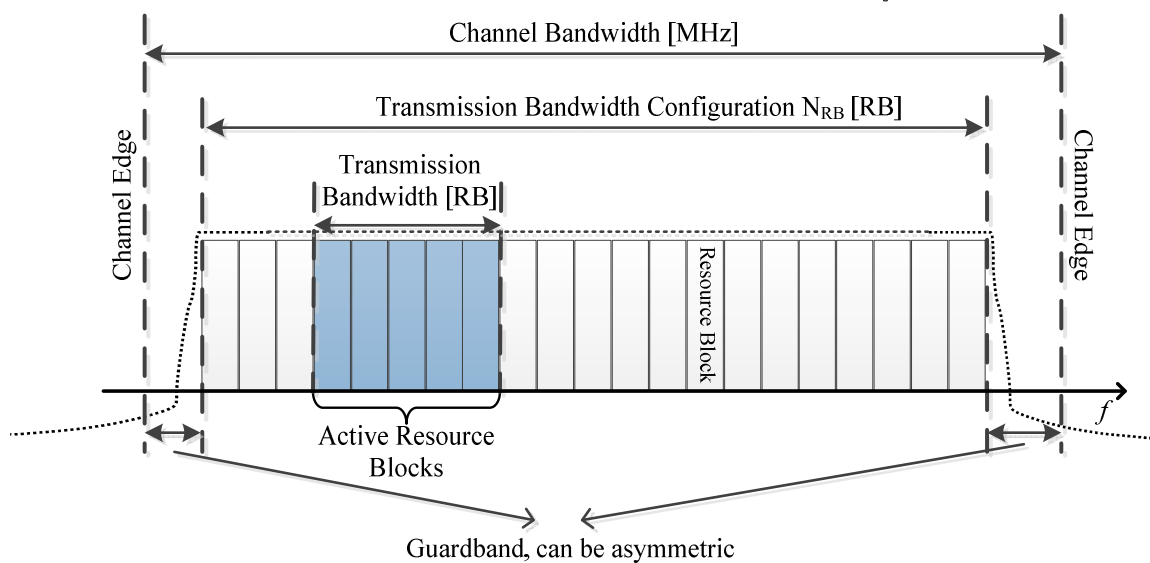 Channel Bandwidth [MHz]
Transmission Bandwidth Configuration NRB [RB]
Channel Edge
Transmission
Bandwidth [RB]
Channel Edge
Resource Block
f
Active Resource
Blocks
Guardband, can be asymmetric